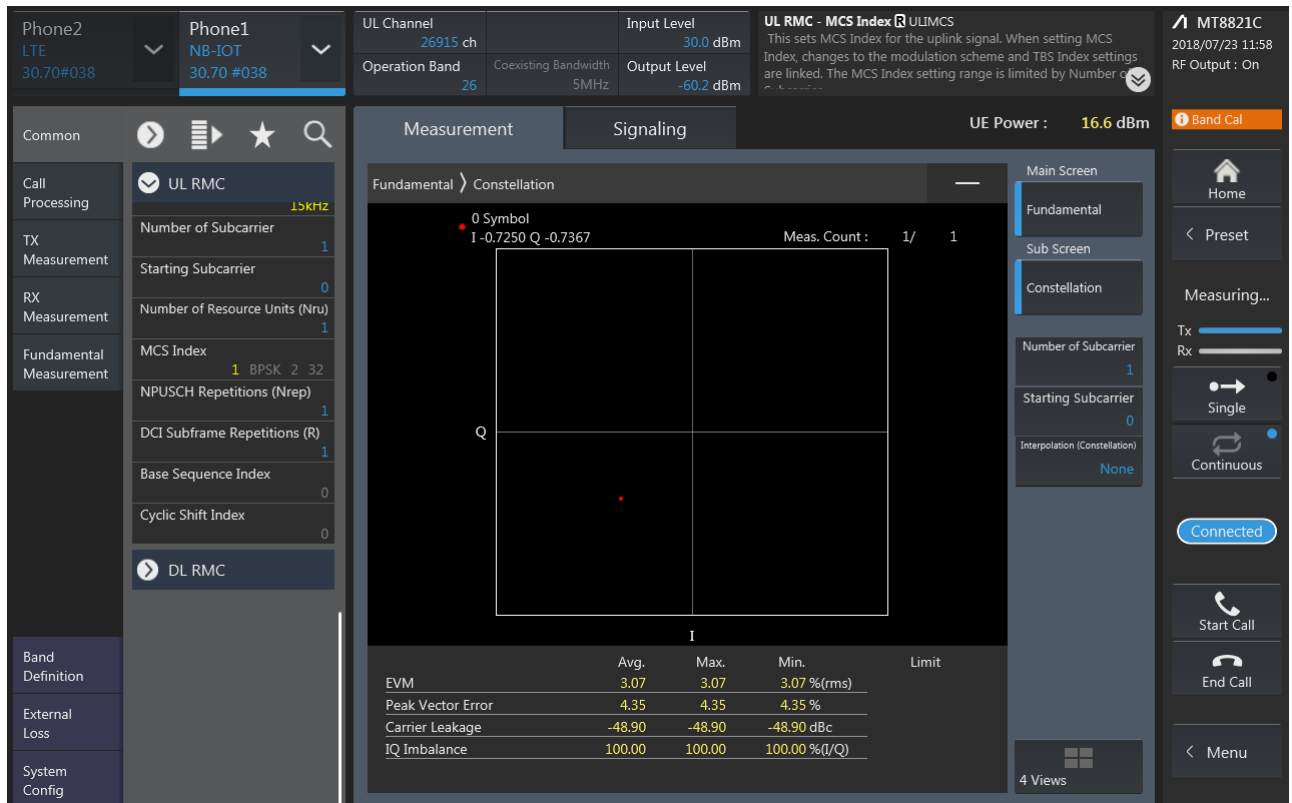 Phone2
LTE
30.70#038
Phone1
NB-IOT
30.70 #038
UL Channel
26915 ch
Operation Band
26
Coexisting Bandwidth
5MHz
Input Level
30.0 dBm
Output Level
-60.2 dBm
UL RMC - MCS Index R ULIMCS
This sets MCS Index for the uplink signal. When setting MCS
Index, changes to the modulation scheme and TBS Index settings
are linked. The MCS Index setting range is limited by Number
MT8821C
2018/07/23 11:58
RF Output : On
Common
Call
Processing
TX
Measurement
RX
Measurement
Fundamental
Measurement
Band
Definition
External
Loss
System
Config
UL RMC
15kHz
Number of Subcarrier
1
Starting Subcarrier
0
Number of Resource Units (Nru)
1
MCS Index
1 BPSK 2 32
NPUSCH Repetitions (Nrep)
1
DCI Subframe Repetitions (R)
1
Base Sequence Index
0
Cyclic Shift Index
0
DL RMC
Measurement
Signaling
UE Power : 16.6 dBm
Fundamental 〉 Constellation
0 Symbol
I -0.7250 Q -0.7367
Meas. Count : 1/ 1
Q
I
Avg. Max. Min. Limit
EVM 3.07 3.07 3.07 %(rms)
Peak Vector Error 4.35 4.35 4.35 %
Carrier Leakage -48.90 -48.90 -48.90 dBc
IQ Imbalance 100.00 100.00 100.00 %(I/Q)
Main Screen
Fundamental
Sub Screen
Constellation
Number of Subcarrier
1
Starting Subcarrier
0
Interpolation (Constellation)
None
4 Views
Band Cal
Home
< Preset
Measuring...
Tx
Rx
Single
Continuous
Connected
Start Call
End Call
< Menu